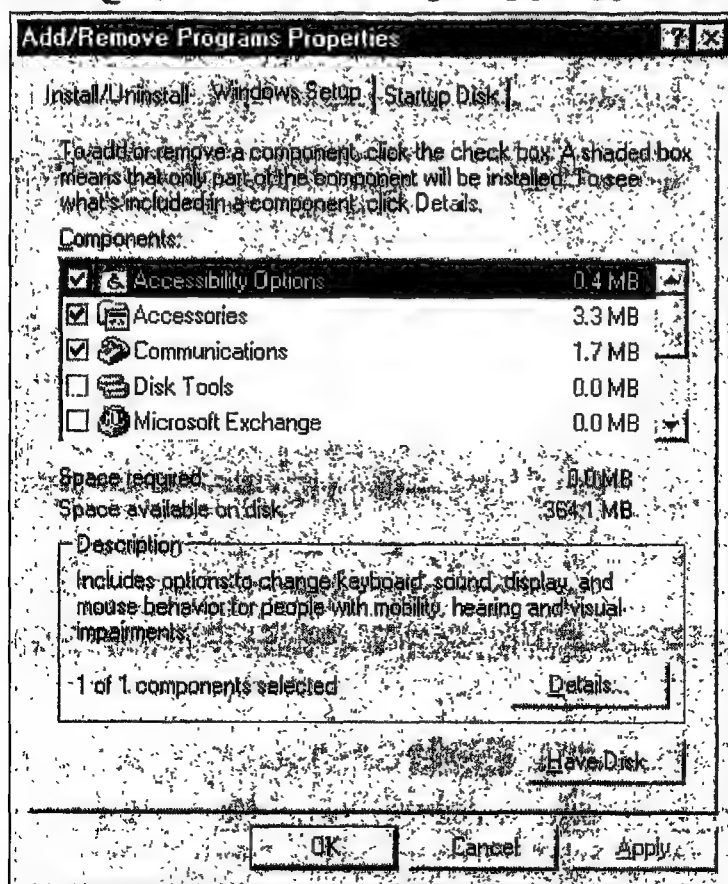 Add/Remove Programs Properties
Install/Uninstall Windows Setup Startup Disk
To add or remove a component, click the check box. A shaded box
means that only part of the component will be installed. To see
what's included in a component, click Details.
Components:
Accessibility Options 0.4 MB
Accessories 3.3 MB
Communications 1.7 MB
Disk Tools 0.0 MB
Microsoft Exchange 0.0 MB
Space required: 0.0 MB
Space available on disk: 364.1 MB
Description
Includes options to change keyboard, sound, display, and
mouse behavior for people with mobility, hearing and visual
impairments.
1 of 1 components selected Details...
Have Disk...
OK Cancel Apply